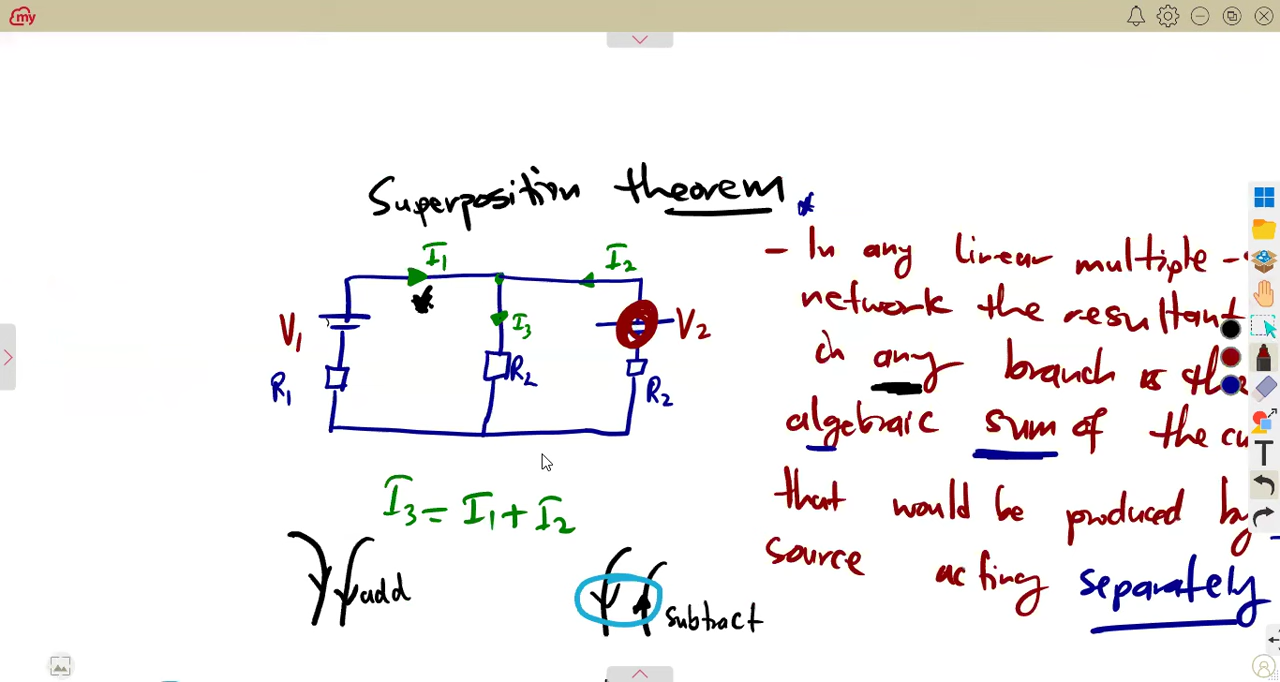 my
Superposition theorem
I1
I2
I3
V1
V2
R1
R2
R2
I3 = I1 + I2
add
subtract
- In any linear multiple -
network the resultant
in any branch is the
algebraic sum of the cu
that would be produced by
source acting separately
T